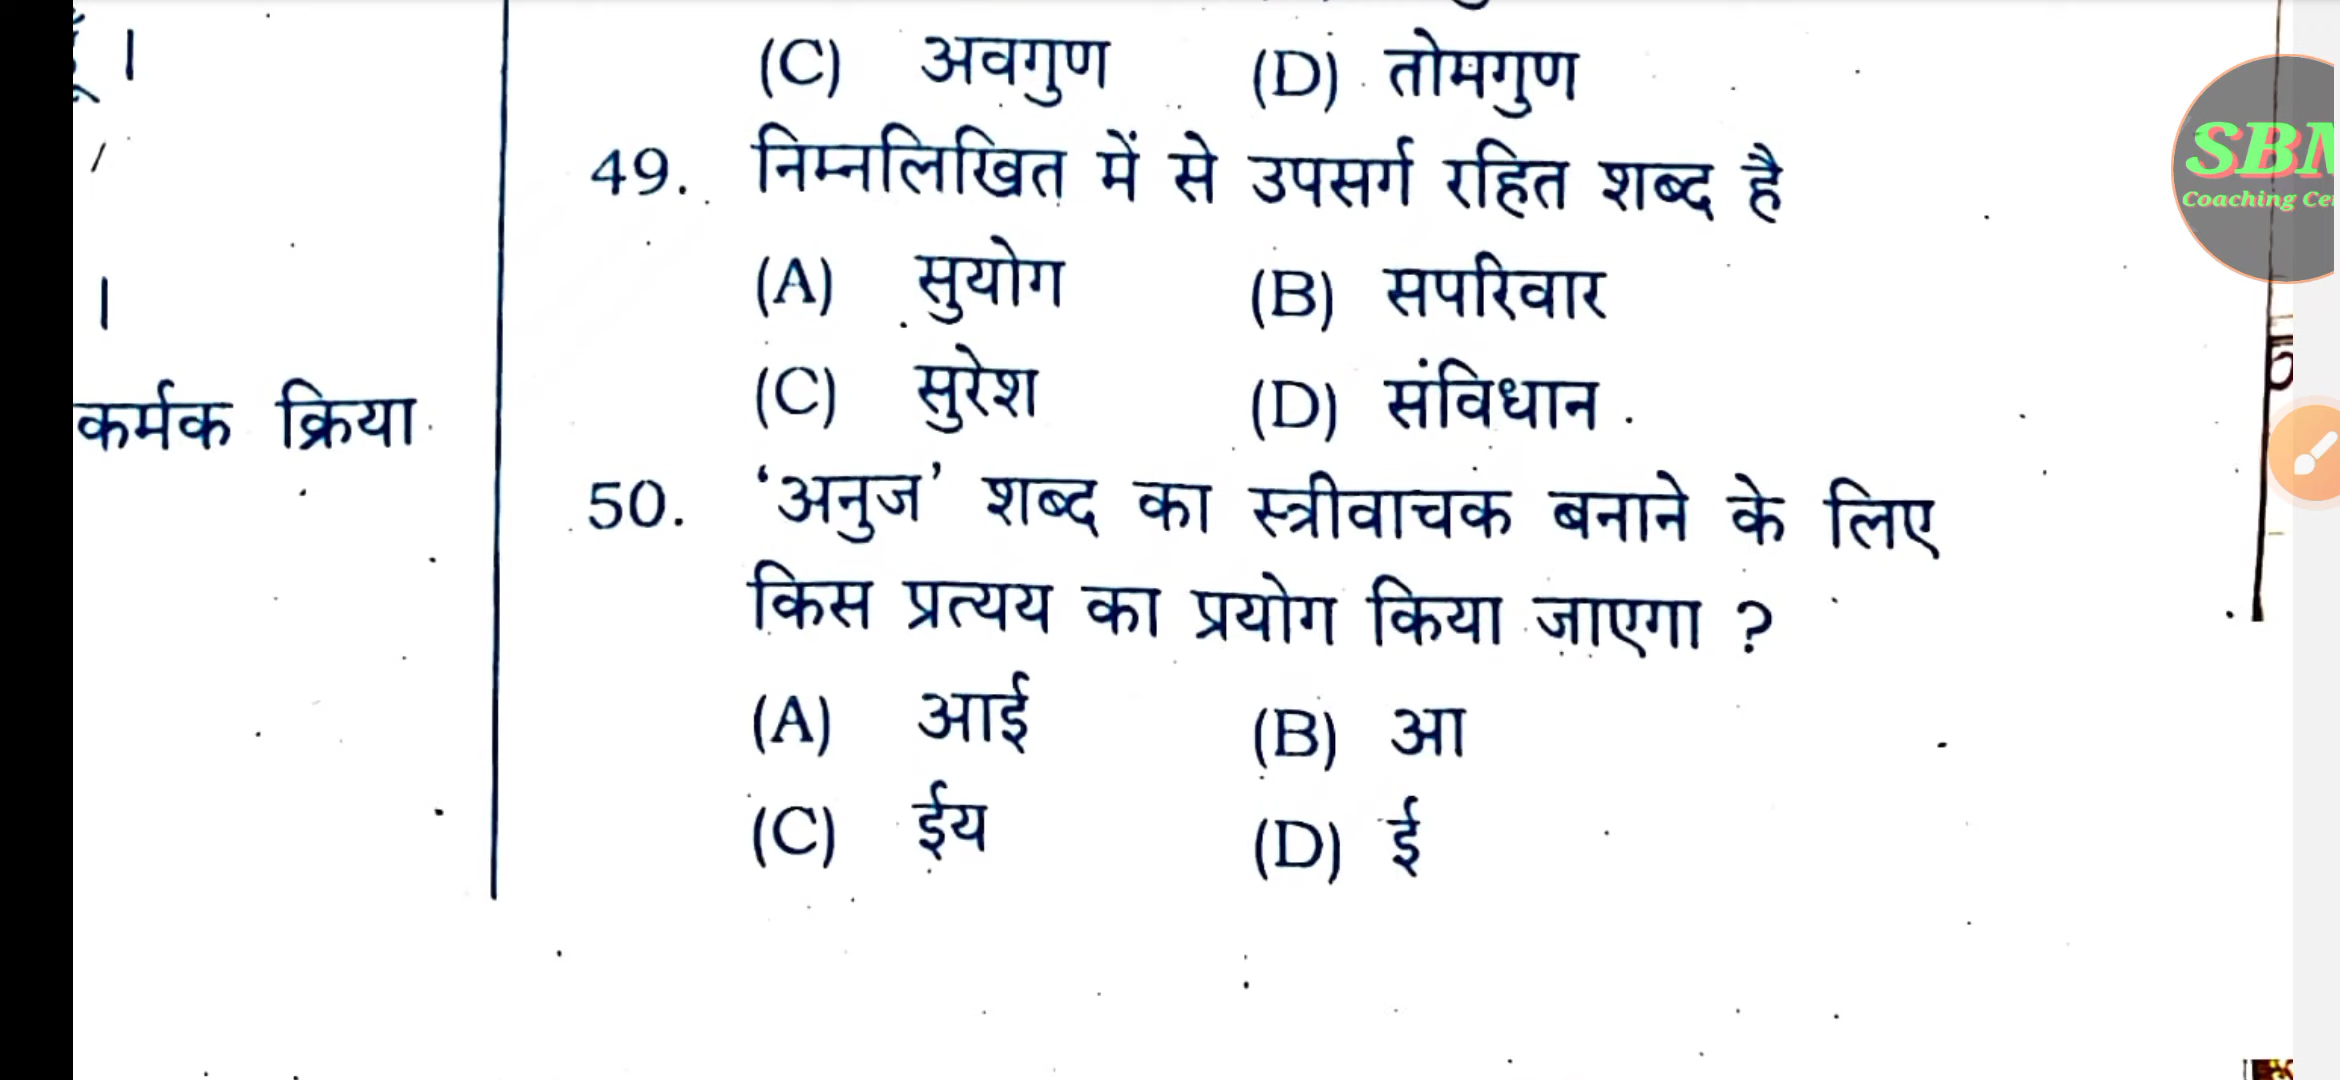 (C) अवगुण (D) तोमगुण
49. निम्नलिखित में से उपसर्ग रहित शब्द है
(A) सुयोग (B) सपरिवार
(C) सुरेश (D) संविधान
कर्मक क्रिया
50. 'अनुज' शब्द का स्त्रीवाचक बनाने के लिए
किस प्रत्यय का प्रयोग किया जाएगा ?
(A) आई (B) आ
(C) ईय (D) ई
SBM
Coaching Ce